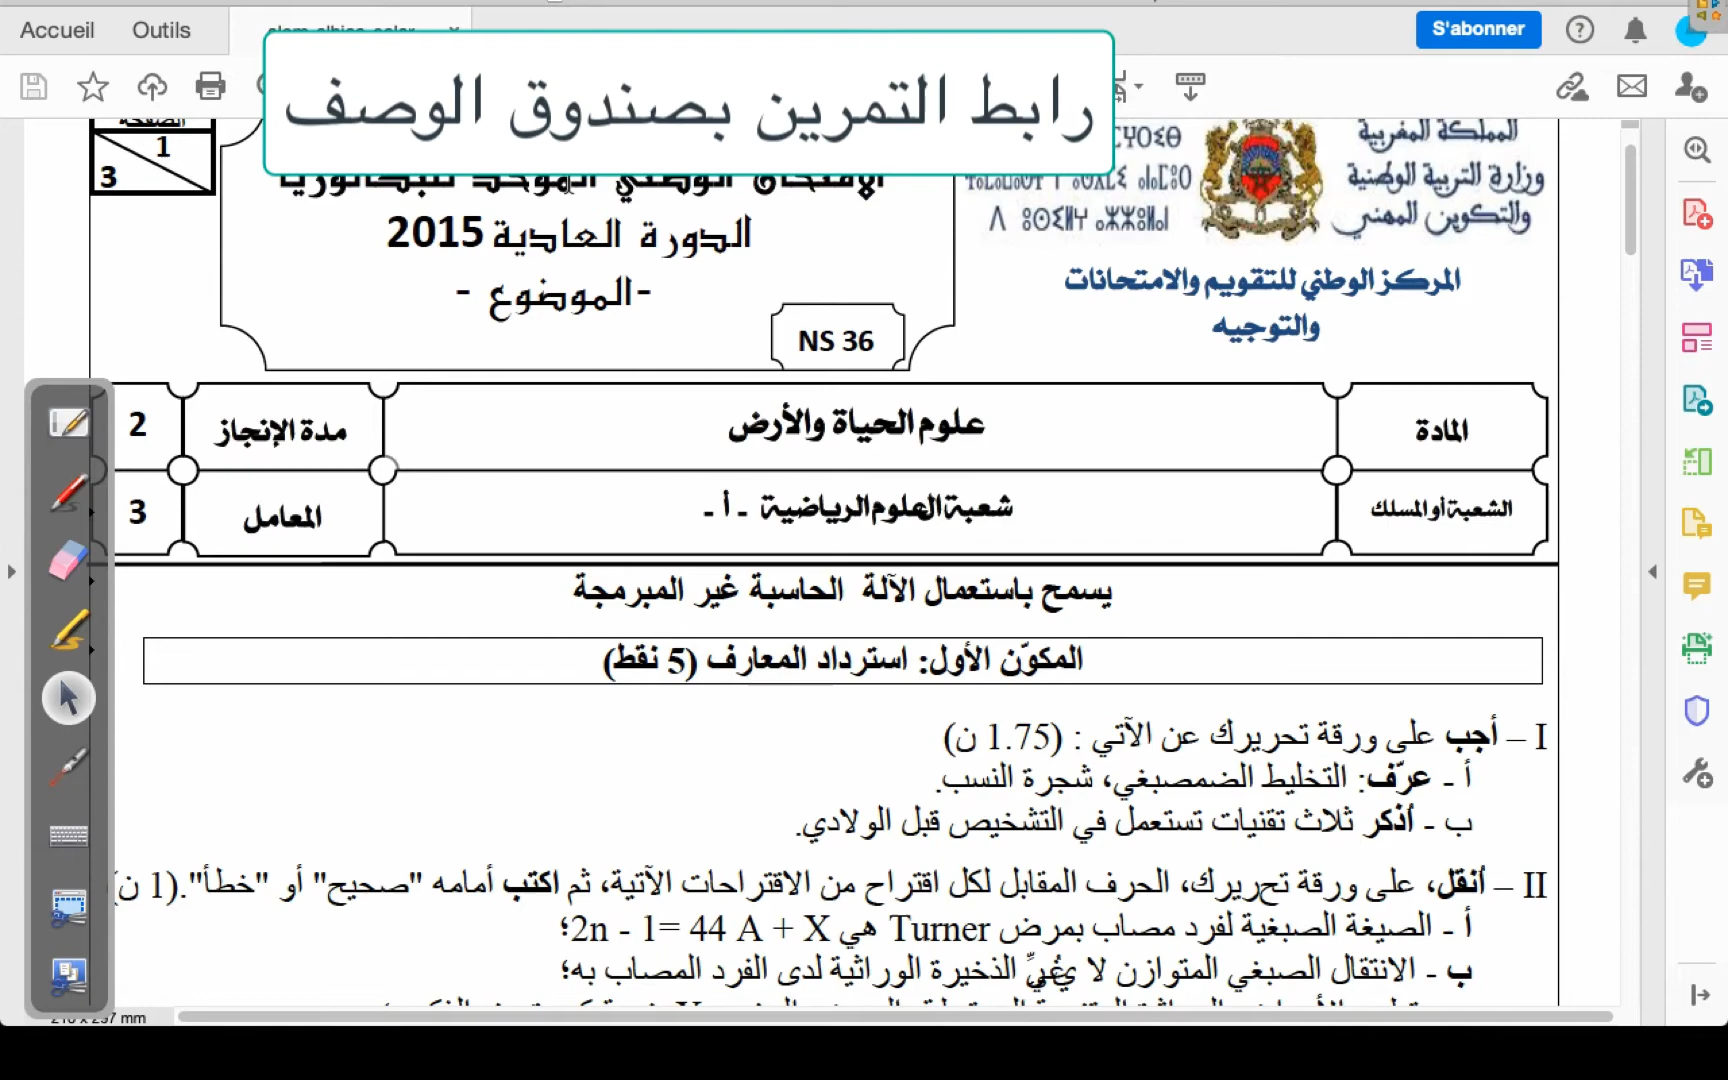 Accueil
Outils
S'abonner
رابط التمرين بصندوق الوصف
الصفحة
1
3
الامتحان الوطني الموحد للبكالوريا
الدورة العادية 2015
-الموضوع -
NS 36
المملكة المغربية
وزارة التربية الوطنية
والتكوين المهني
المركز الوطني للتقويم والامتحانات
والتوجيه
المادة
علوم الحياة والأرض
مدة الإنجاز
2
الشعبة أو المسلك
شعبة العلوم الرياضية - أ -
المعامل
3
يسمح باستعمال الآلة الحاسبة غير المبرمجة
المكوّن الأول: استرداد المعارف (5 نقط)
I – أجب على ورقة تحريرك عن الآتي : (1.75 ن)
أ - عرّف: التخليط الضمصبغي، شجرة النسب.
ب - أذكر ثلاث تقنيات تستعمل في التشخيص قبل الولادي.
II – أنقل، على ورقة تحريرك، الحرف المقابل لكل اقتراح من الاقتراحات الآتية، ثم اكتب أمامه "صحيح" أو "خطأ".(1 ن)
أ - الصيغة الصبغية لفرد مصاب بمرض Turner هي 2n - 1= 44 A + X؛
ب - الانتقال الصبغي المتوازن لا يُغيِّر الذخيرة الوراثية لدى الفرد المصاب به؛